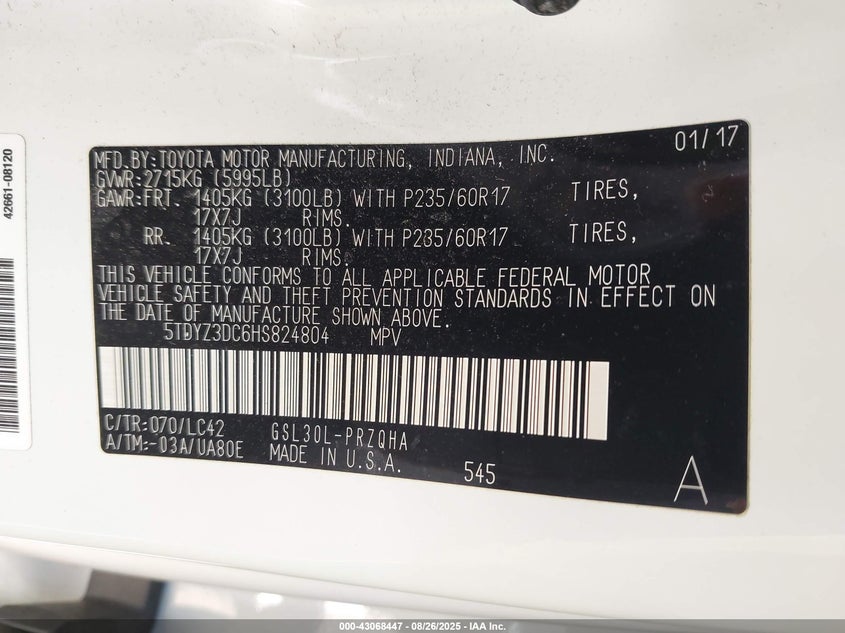 42661-08120
01/17
MFD.BY:TOYOTA MOTOR MANUFACTURING, INDIANA, INC.
GVWR:2715KG (5995LB)
GAWR:FRT. 1405KG (3100LB) WITH P235/60R17 TIRES,
17X7J RIMS.
RR. 1405KG (3100LB) WITH P235/60R17 TIRES,
17X7J RIMS.
THIS VEHICLE CONFORMS TO ALL APPLICABLE FEDERAL MOTOR
VEHICLE SAFETY AND THEFT PREVENTION STANDARDS IN EFFECT ON
THE DATE OF MANUFACTURE SHOWN ABOVE.
5TDYZ3DC6HS824804 MPV
C/TR:070/LC42 GSL30L-PRZQHA
A/TM:-03A/UA80E MADE IN U.S.A.
545
A
000-43068447 - 08/26/2025 - IAA Inc.